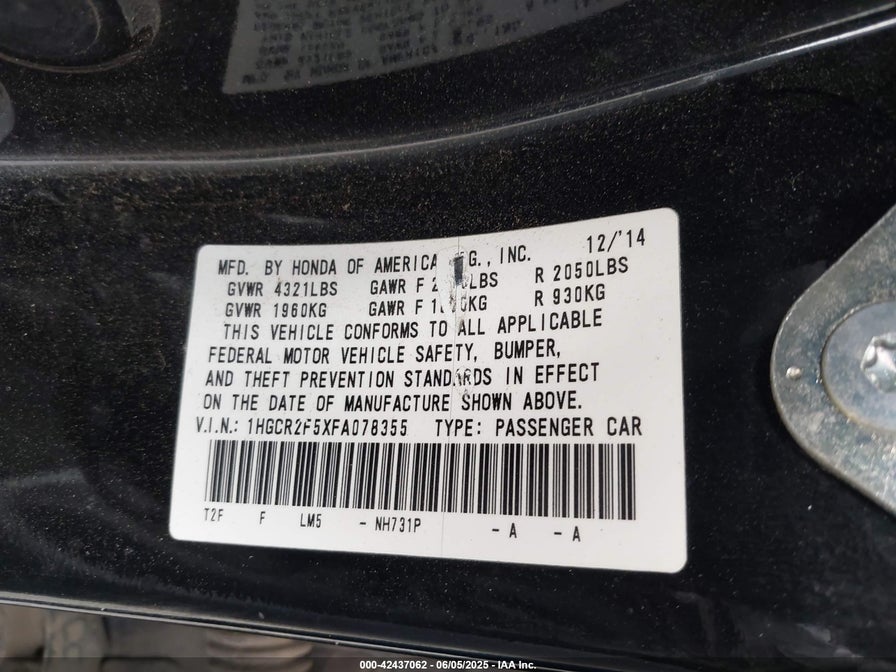 MFD. BY HONDA OF AMERICA INC. 12/'14
GVWR 4321LBS GAWR F R 2050LBS
GVWR 1960KG GAWR F R 930KG
THIS VEHICLE CONFORMS TO ALL APPLICABLE
FEDERAL MOTOR VEHICLE SAFETY, BUMPER,
AND THEFT PREVENTION STANDARDS IN EFFECT
ON THE DATE OF MANUFACTURE SHOWN ABOVE.
V.I.N.: 1HGCR2F5XFA078355 TYPE: PASSENGER CAR
T2F F LM5 - NH731P - A - A
000-42437062 - 06/05/2025 - IAA Inc.